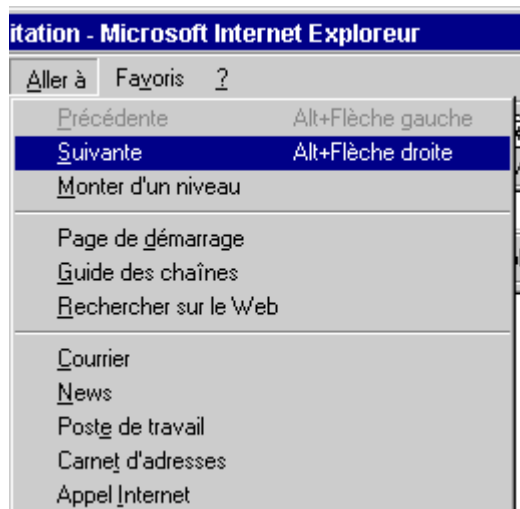 itation - Microsoft Internet Exploreur
Aller à Favoris ?
Précédente Alt+Flèche gauche
Suivante Alt+Flèche droite
Monter d'un niveau
Page de démarrage
Guide des chaînes
Rechercher sur le Web
Courrier
News
Poste de travail
Carnet d'adresses
Appel Internet